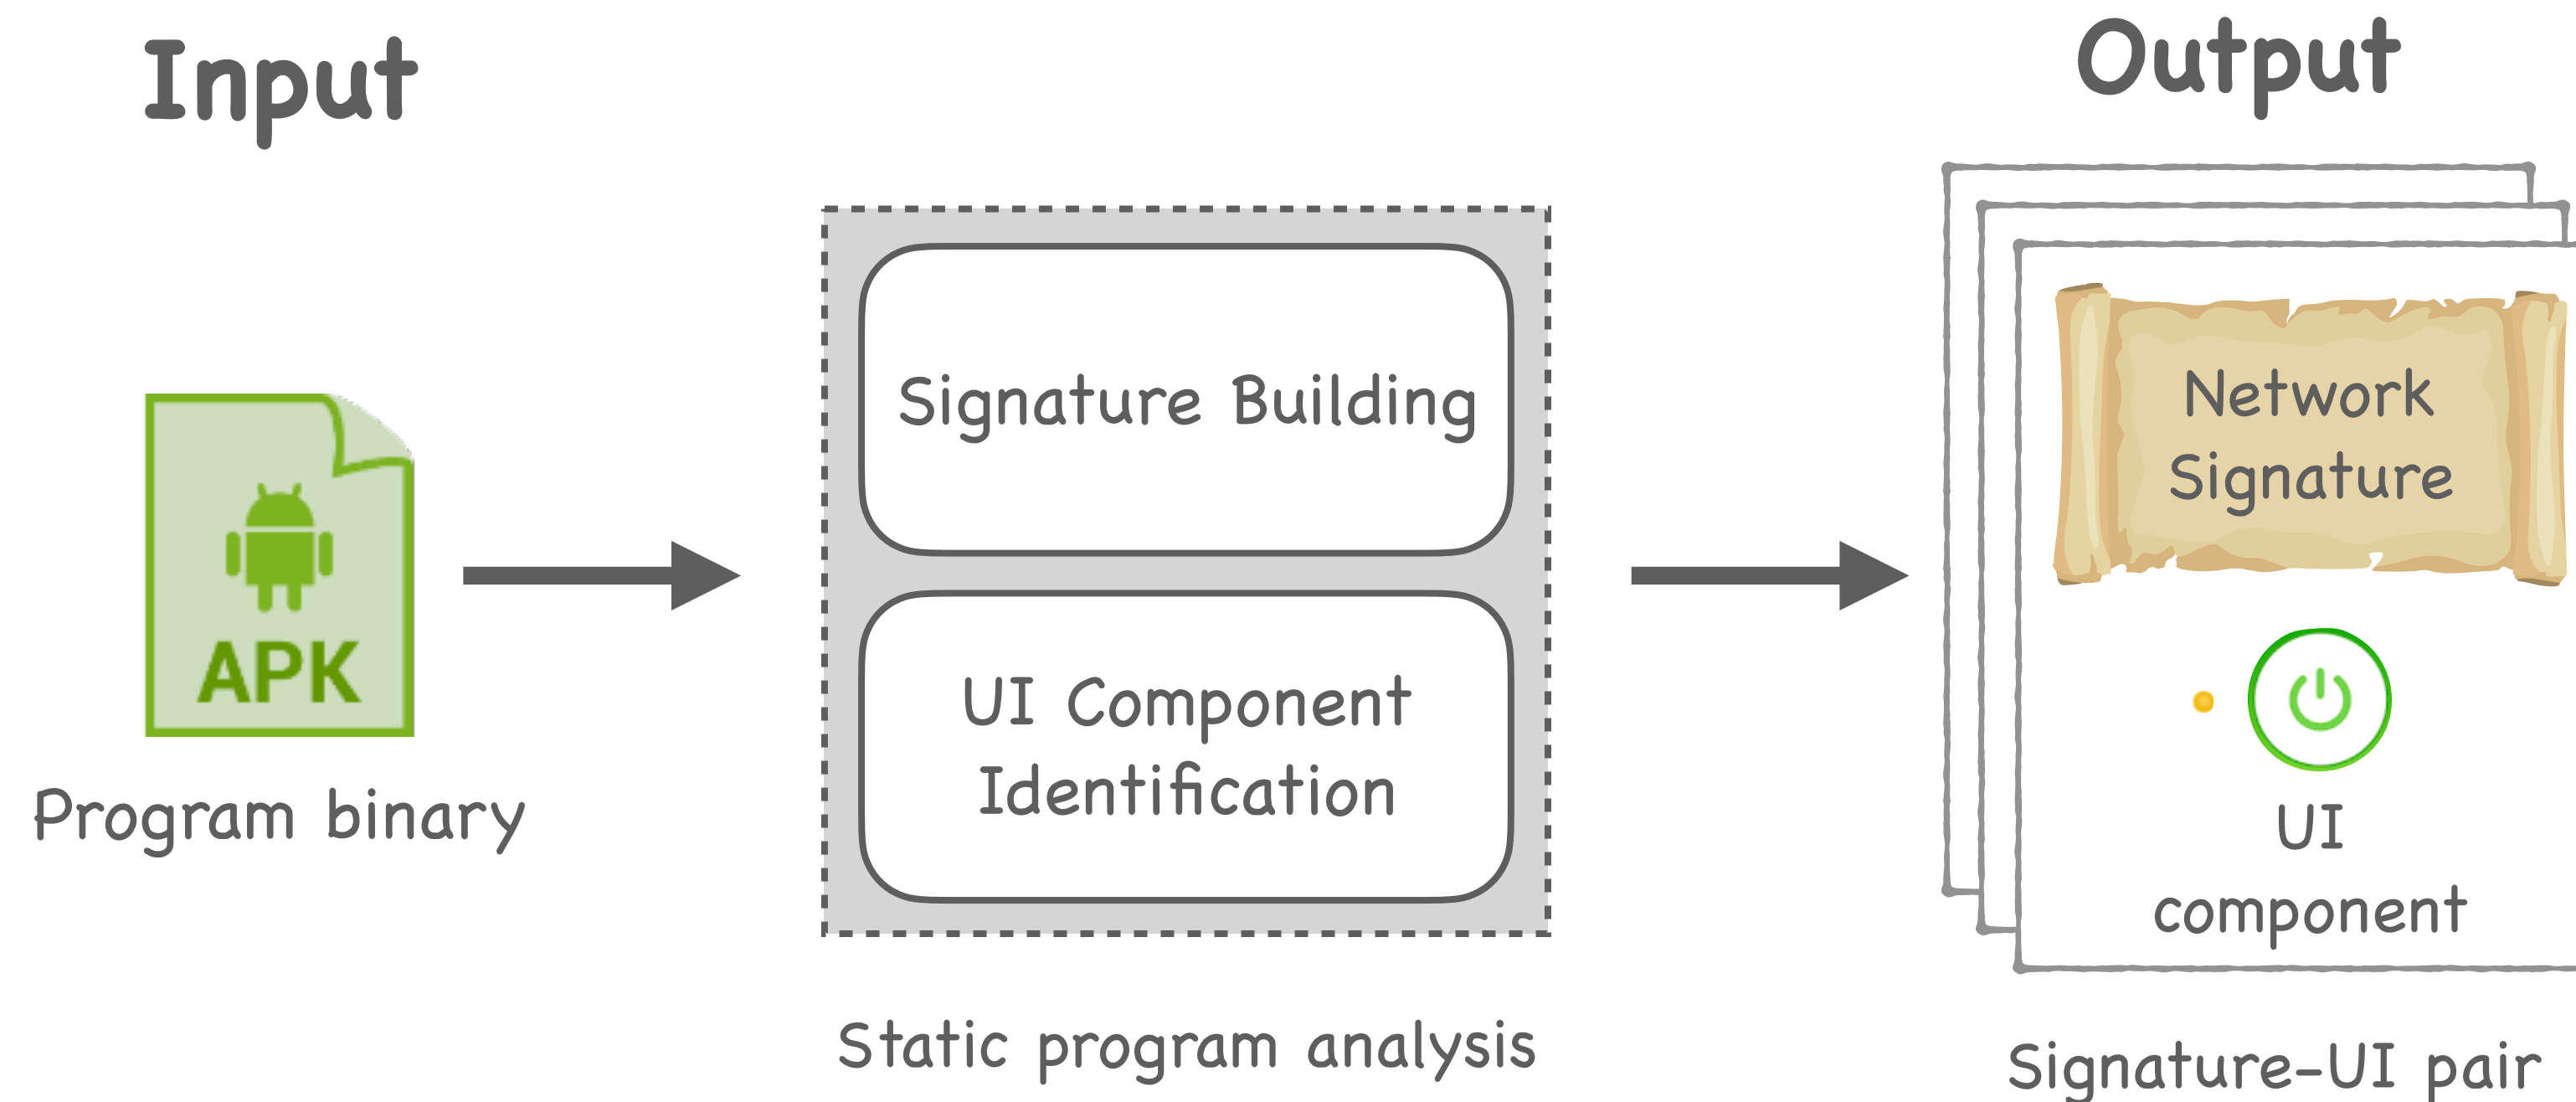 Input
Output
APK
Program binary
Signature Building
UI Component
Identification
Static program analysis
Network
Signature
UI
component
Signature-UI pair